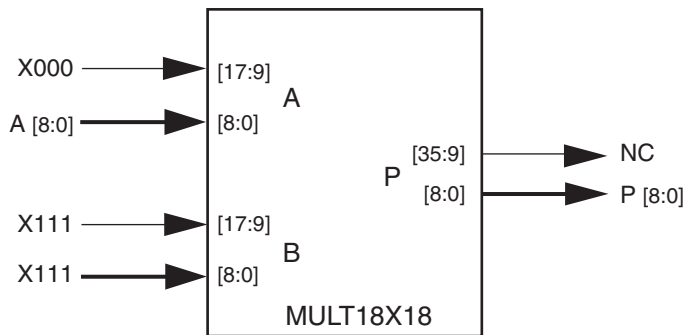 X000
[17:9]
A
A [8:0]
[8:0]
[35:9]
NC
P
[8:0]
P [8:0]
X111
[17:9]
B
X111
[8:0]
MULT18X18